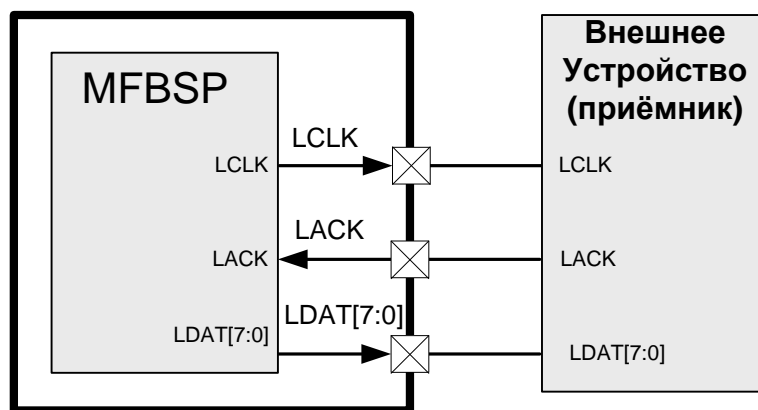 MFBSP
LCLK
LACK
LDAT[7:0]
LCLK
LACK
LDAT[7:0]
Внешнее
Устройство
(приёмник)
LCLK
LACK
LDAT[7:0]